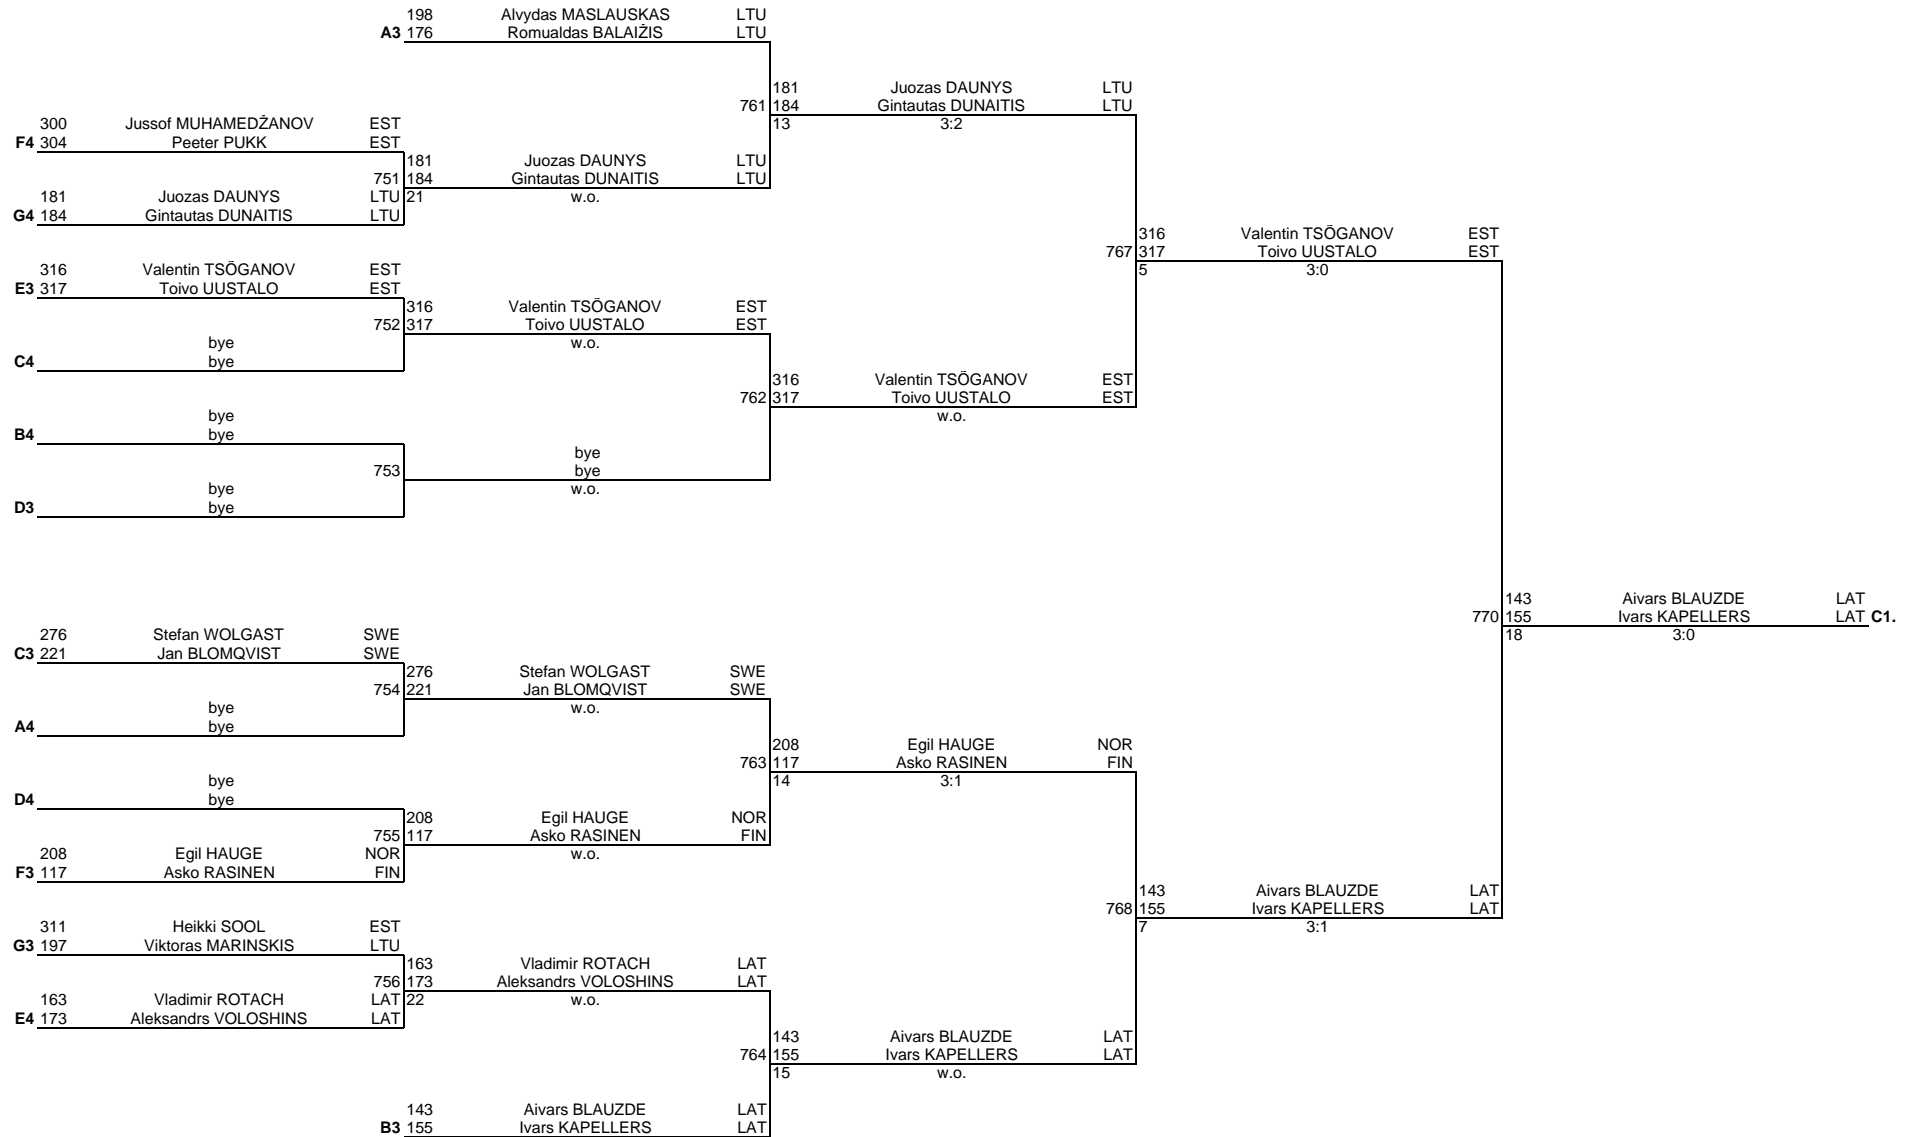 198 Alvydas MASLAUSKAS LTU
A3 176 Romualdas BALAIŽIS LTU
181 Juozas DAUNYS LTU
761 184 Gintautas DUNAITIS LTU
300 Jussof MUHAMEDŽANOV EST 13 3:2
F4 304 Peeter PUKK EST
181 Juozas DAUNYS LTU
751 184 Gintautas DUNAITIS LTU
181 Juozas DAUNYS LTU 21 w.o.
G4 184 Gintautas DUNAITIS LTU
316 Valentin TSÕGANOV EST
767 317 Toivo UUSTALO EST
316 Valentin TSÕGANOV EST 5 3:0
E3 317 Toivo UUSTALO EST
316 Valentin TSÕGANOV EST
752 317 Toivo UUSTALO EST
bye w.o.
C4 bye
316 Valentin TSÕGANOV EST
762 317 Toivo UUSTALO EST
bye w.o.
B4 bye
bye
753 bye
bye w.o.
D3 bye
143 Aivars BLAUZDE LAT
770 155 Ivars KAPELLERS LAT C1.
276 Stefan WOLGAST SWE 18 3:0
C3 221 Jan BLOMQVIST SWE
276 Stefan WOLGAST SWE
754 221 Jan BLOMQVIST SWE
bye w.o.
A4 bye
208 Egil HAUGE NOR
763 117 Asko RASINEN FIN
bye 14 3:1
D4 bye
208 Egil HAUGE NOR
755 117 Asko RASINEN FIN
208 Egil HAUGE NOR w.o.
F3 117 Asko RASINEN FIN
143 Aivars BLAUZDE LAT
768 155 Ivars KAPELLERS LAT
311 Heikki SOOL EST 7 3:1
G3 197 Viktoras MARINSKIS LTU
163 Vladimir ROTACH LAT
756 173 Aleksandrs VOLOSHINS LAT
163 Vladimir ROTACH LAT 22 w.o.
E4 173 Aleksandrs VOLOSHINS LAT
143 Aivars BLAUZDE LAT
764 155 Ivars KAPELLERS LAT
15 w.o.
143 Aivars BLAUZDE LAT
B3 155 Ivars KAPELLERS LAT